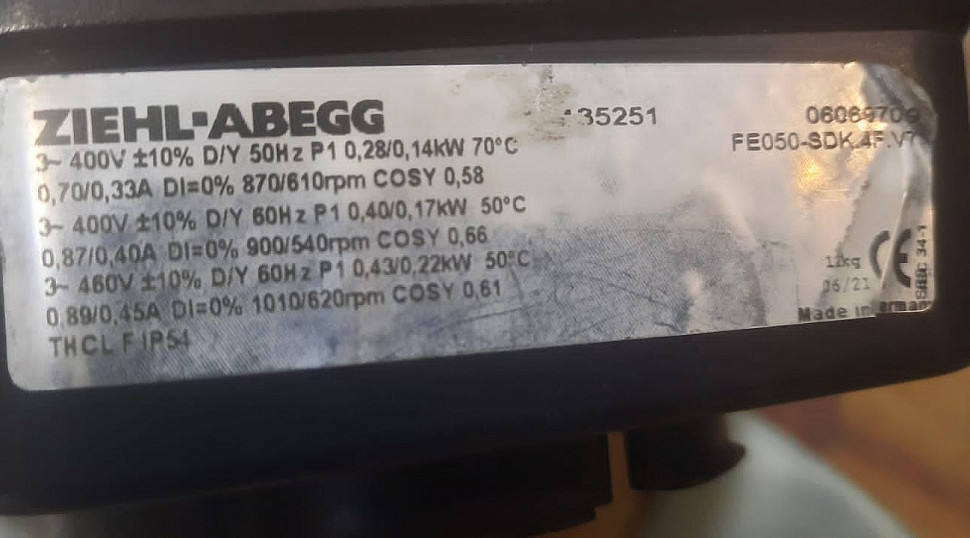 ZIEHL-ABEGG
135251
3~ 400V ±10% D/Y 50Hz P1 0,28/0,14kW 70°C
0,70/0,33A DI=0% 870/610rpm COSY 0,58
3~ 400V ±10% D/Y 60Hz P1 0,40/0,17kW 50°C
0,87/0,40A DI=0% 900/540rpm COSY 0,66
3~ 460V ±10% D/Y 60Hz P1 0,43/0,22kW 50°C
0,89/0,45A DI=0% 1010/620rpm COSY 0,61
THCL F IP54
FE050-SDK.4F.V7
12kg
CE
06/21
Made in